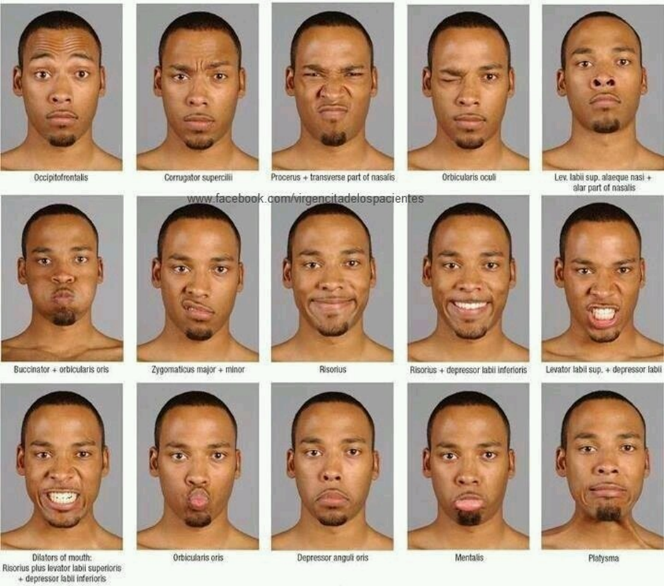 Occipitofrontalis
Corrugator supercilii
Procerus + transverse part of nasalis
Orbicularis oculi
Lev. labii sup. alaeque nasi +
alar part of nasalis
www.facebook.com/virgencitadelospacientes
Buccinator + orbicularis oris
Zygomaticus major + minor
Risorius
Risorius + depressor labii inferioris
Levator labii sup. + depressor labii
Dilators of mouth:
Risorius plus levator labii superioris
+ depressor labii inferioris
Orbicularis oris
Depressor anguli oris
Mentalis
Platysma